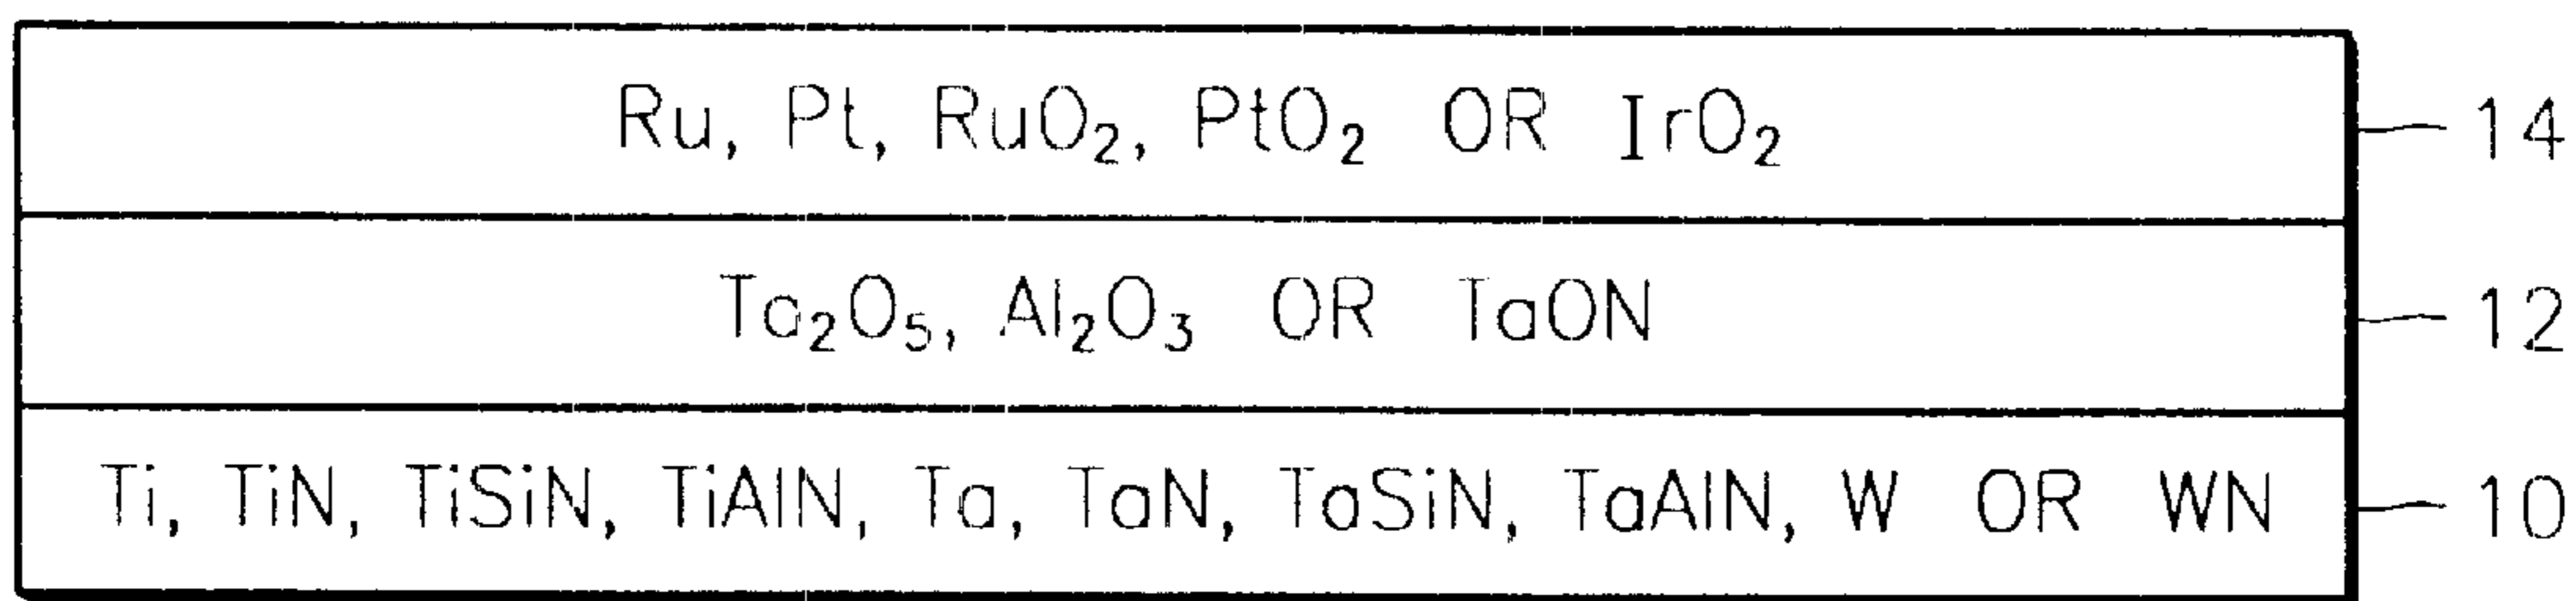 Ru, Pt, RuO₂, PtO₂ OR IrO₂ 14
Ta₂O₅, Al₂O₃ OR TaON 12
Ti, TiN, TiSiN, TiAlN, Ta, TaN, TaSiN, TaAlN, W OR WN 10